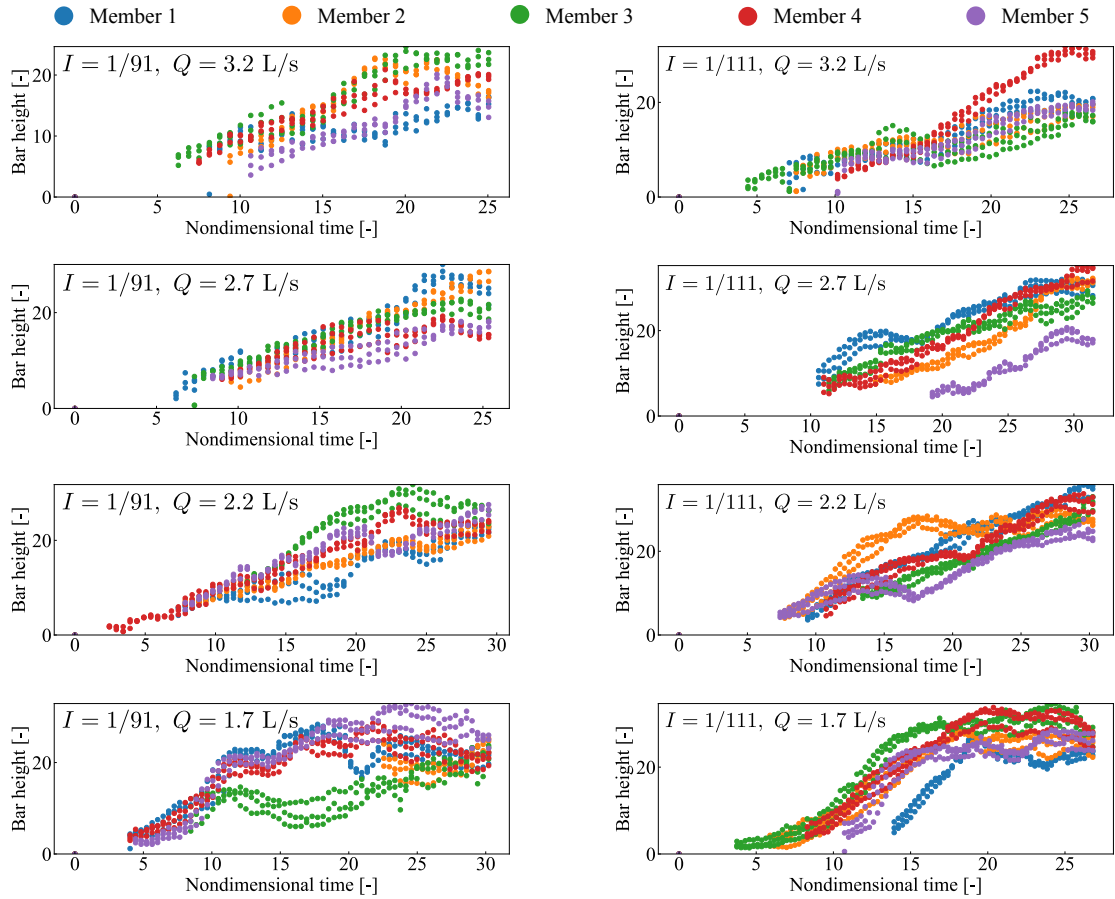 Member 1 Member 2 Member 3 Member 4 Member 5
I = 1/91, Q = 3.2 L/s
Bar height [-]
20
10
0
0 5 10 15 20 25
Nondimensional time [-]
I = 1/111, Q = 3.2 L/s
Bar height [-]
20
0
0 5 10 15 20 25
Nondimensional time [-]
I = 1/91, Q = 2.7 L/s
Bar height [-]
20
0
0 5 10 15 20 25
Nondimensional time [-]
I = 1/111, Q = 2.7 L/s
Bar height [-]
20
0
0 5 10 15 20 25 30
Nondimensional time [-]
I = 1/91, Q = 2.2 L/s
Bar height [-]
20
0
0 5 10 15 20 25 30
Nondimensional time [-]
I = 1/111, Q = 2.2 L/s
Bar height [-]
20
0
0 5 10 15 20 25 30
Nondimensional time [-]
I = 1/91, Q = 1.7 L/s
Bar height [-]
20
0
0 5 10 15 20 25 30
Nondimensional time [-]
I = 1/111, Q = 1.7 L/s
Bar height [-]
20
0
0 5 10 15 20 25
Nondimensional time [-]